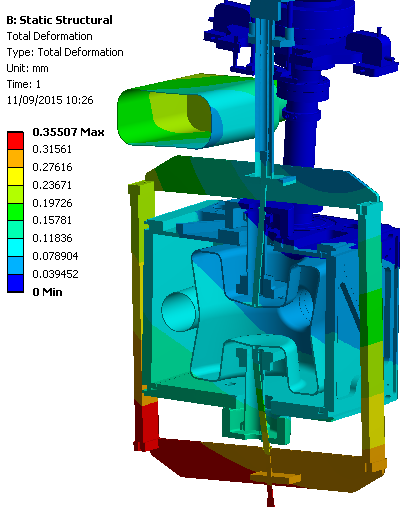 B: Static Structural
Total Deformation
Type: Total Deformation
Unit: mm
Time: 1
11/09/2015 10:26
0.35507 Max
0.31561
0.27616
0.23671
0.19726
0.15781
0.11836
0.078904
0.039452
0 Min